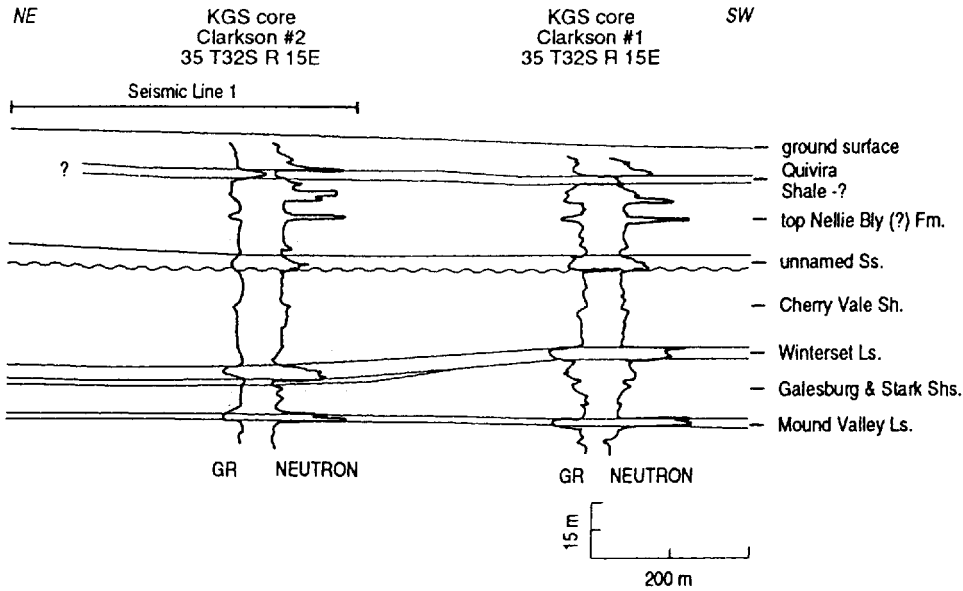 NE
KGS core
Clarkson #2
35 T32S R 15E
KGS core
Clarkson #1
35 T32S R 15E
SW
Seismic Line 1
?
ground surface
Quivira
Shale -?
top Nellie Bly (?) Fm.
unnamed Ss.
Cherry Vale Sh.
Winterset Ls.
Galesburg & Stark Shs.
Mound Valley Ls.
GR
NEUTRON
GR
NEUTRON
15 m
200 m